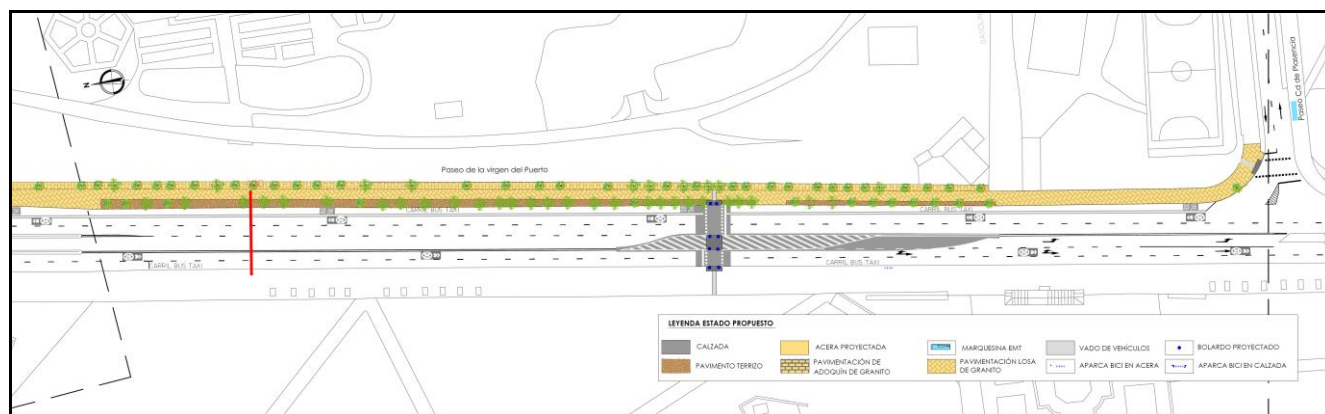 GASOLIN
Paseo Cd de Plasencia
N
Paseo de la virgen del Puerto
CARRIL BUS TAXI
CARRIL BUS TAXI
CARRIL BUS TAXI
CARRIL BUS TAXI
LEYENDA ESTADO PROPUESTO
CALZADA
ACERA PROYECTADA
MARQUESINA EMT
VADO DE VEHÍCULOS
BOLARDO PROYECTADO
PAVIMENTO TERRIZO
PAVIMENTACIÓN DE
ADOQUÍN DE GRANITO
PAVIMENTACIÓN LOSA
DE GRANITO
APARCA BICI EN ACERA
APARCA BICI EN CALZADA